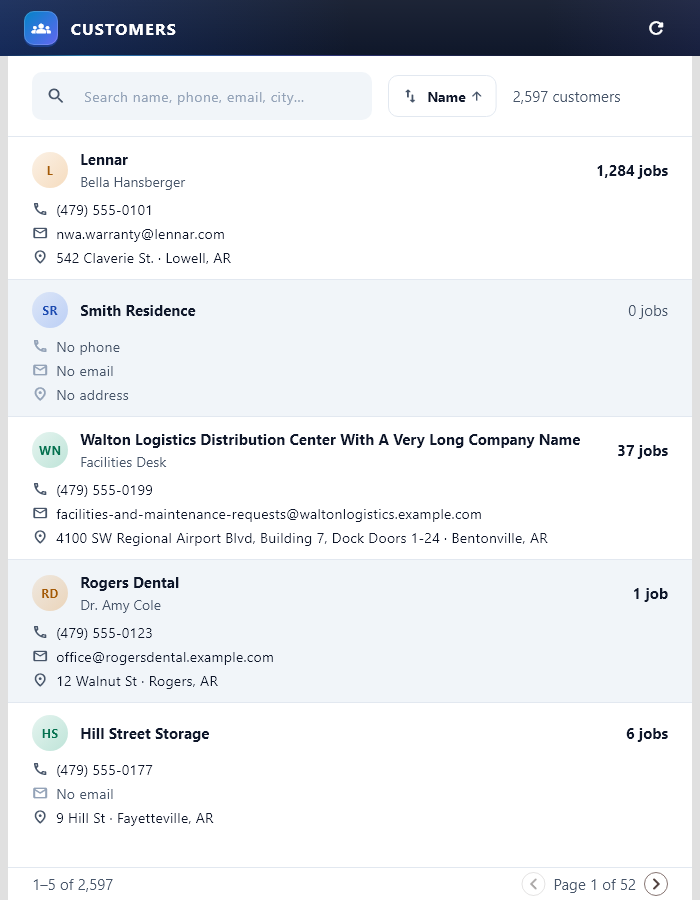 CUSTOMERS
Search name, phone, email, city...
Name
2,597 customers
L
Lennar
Bella Hansberger
1,284 jobs
(479) 555-0101
nwa.warranty@lennar.com
542 Claverie St. · Lowell, AR
SR
Smith Residence
0 jobs
No phone
No email
No address
WN
Walton Logistics Distribution Center With A Very Long Company Name
Facilities Desk
37 jobs
(479) 555-0199
facilities-and-maintenance-requests@waltonlogistics.example.com
4100 SW Regional Airport Blvd, Building 7, Dock Doors 1-24 · Bentonville, AR
RD
Rogers Dental
Dr. Amy Cole
1 job
(479) 555-0123
office@rogersdental.example.com
12 Walnut St · Rogers, AR
HS
Hill Street Storage
6 jobs
(479) 555-0177
No email
9 Hill St · Fayetteville, AR
1–5 of 2,597
Page 1 of 52